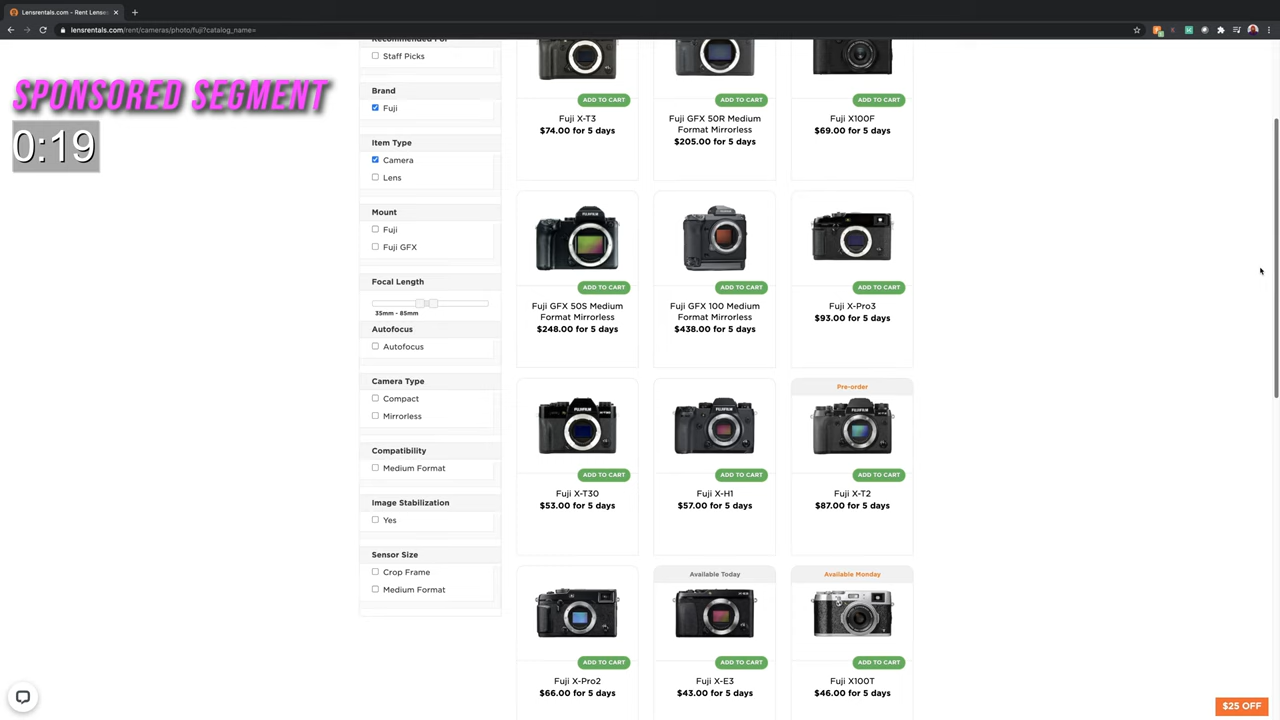 Lensrentals.com - Rent Lenses
lensrentals.com/rent/cameras/photo/fuji?catalog_name=
SPONSORED SEGMENT
0:19
Recommended For
Staff Picks
Brand
Fuji
Item Type
Camera
Lens
Mount
Fuji
Fuji GFX
Focal Length
35mm - 85mm
Autofocus
Autofocus
Camera Type
Compact
Mirrorless
Compatibility
Medium Format
Image Stabilization
Yes
Sensor Size
Crop Frame
Medium Format
ADD TO CART
Fuji X-T3
$74.00 for 5 days
ADD TO CART
Fuji GFX 50R Medium
Format Mirrorless
$205.00 for 5 days
ADD TO CART
Fuji X100F
$69.00 for 5 days
ADD TO CART
Fuji GFX 50S Medium
Format Mirrorless
$248.00 for 5 days
ADD TO CART
Fuji GFX 100 Medium
Format Mirrorless
$438.00 for 5 days
ADD TO CART
Fuji X-Pro3
$93.00 for 5 days
FUJIFILM
ADD TO CART
Fuji X-T30
$53.00 for 5 days
FUJIFILM
ADD TO CART
Fuji X-H1
$57.00 for 5 days
Pre-order
FUJIFILM
ADD TO CART
Fuji X-T2
$87.00 for 5 days
ADD TO CART
Fuji X-Pro2
$66.00 for 5 days
Available Today
ADD TO CART
Fuji X-E3
$43.00 for 5 days
Available Monday
ADD TO CART
Fuji X100T
$46.00 for 5 days
$25 OFF